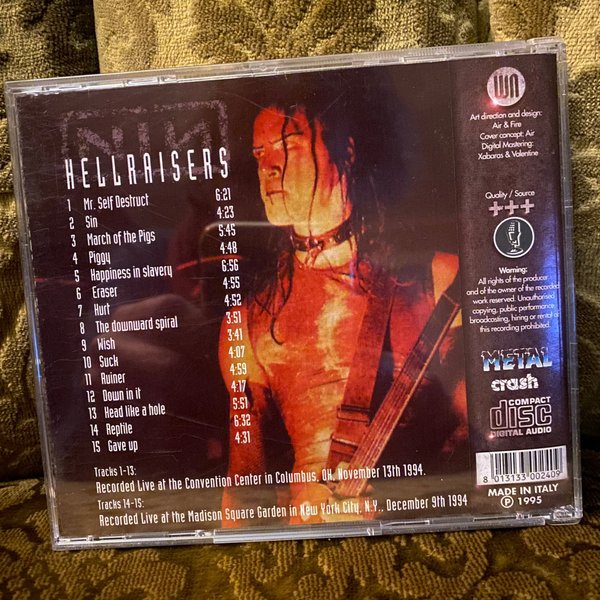 NIN
HELLRAISERS
1 Mr. Self Destruct 6:21
2 Sin 4:23
3 March of the Pigs 5:45
4 Piggy 4:48
5 Happiness in slavery 6:56
6 Eraser 4:55
7 Hurt 4:52
8 The downward spiral 3:51
9 Wish 3:41
10 Suck 4:07
11 Ruiner 4:59
12 Down in it 4:17
13 Head like a hole 5:51
14 Reptile 6:32
15 Gave up 4:31
Tracks 1-13:
Recorded Live at the Convention Center in Columbus, OH, November 13th 1994.
Tracks 14-15:
Recorded Live at the Madison Square Garden in New York City, N.Y., December 9th 1994
Art direction and design:
Air & Fire
Cover concept: Air
Digital Mastering:
Xabaras & Valentine
Quality / Source
+++
Warning:
All rights of the producer
and of the owner of the recorded
work reserved. Unauthorised
copying, public performance,
broadcasting, hiring or rental of
this recording prohibited.
METAL
crash
COMPACT
disc
DIGITAL AUDIO
8 013133 002409
MADE IN ITALY
℗ 1995